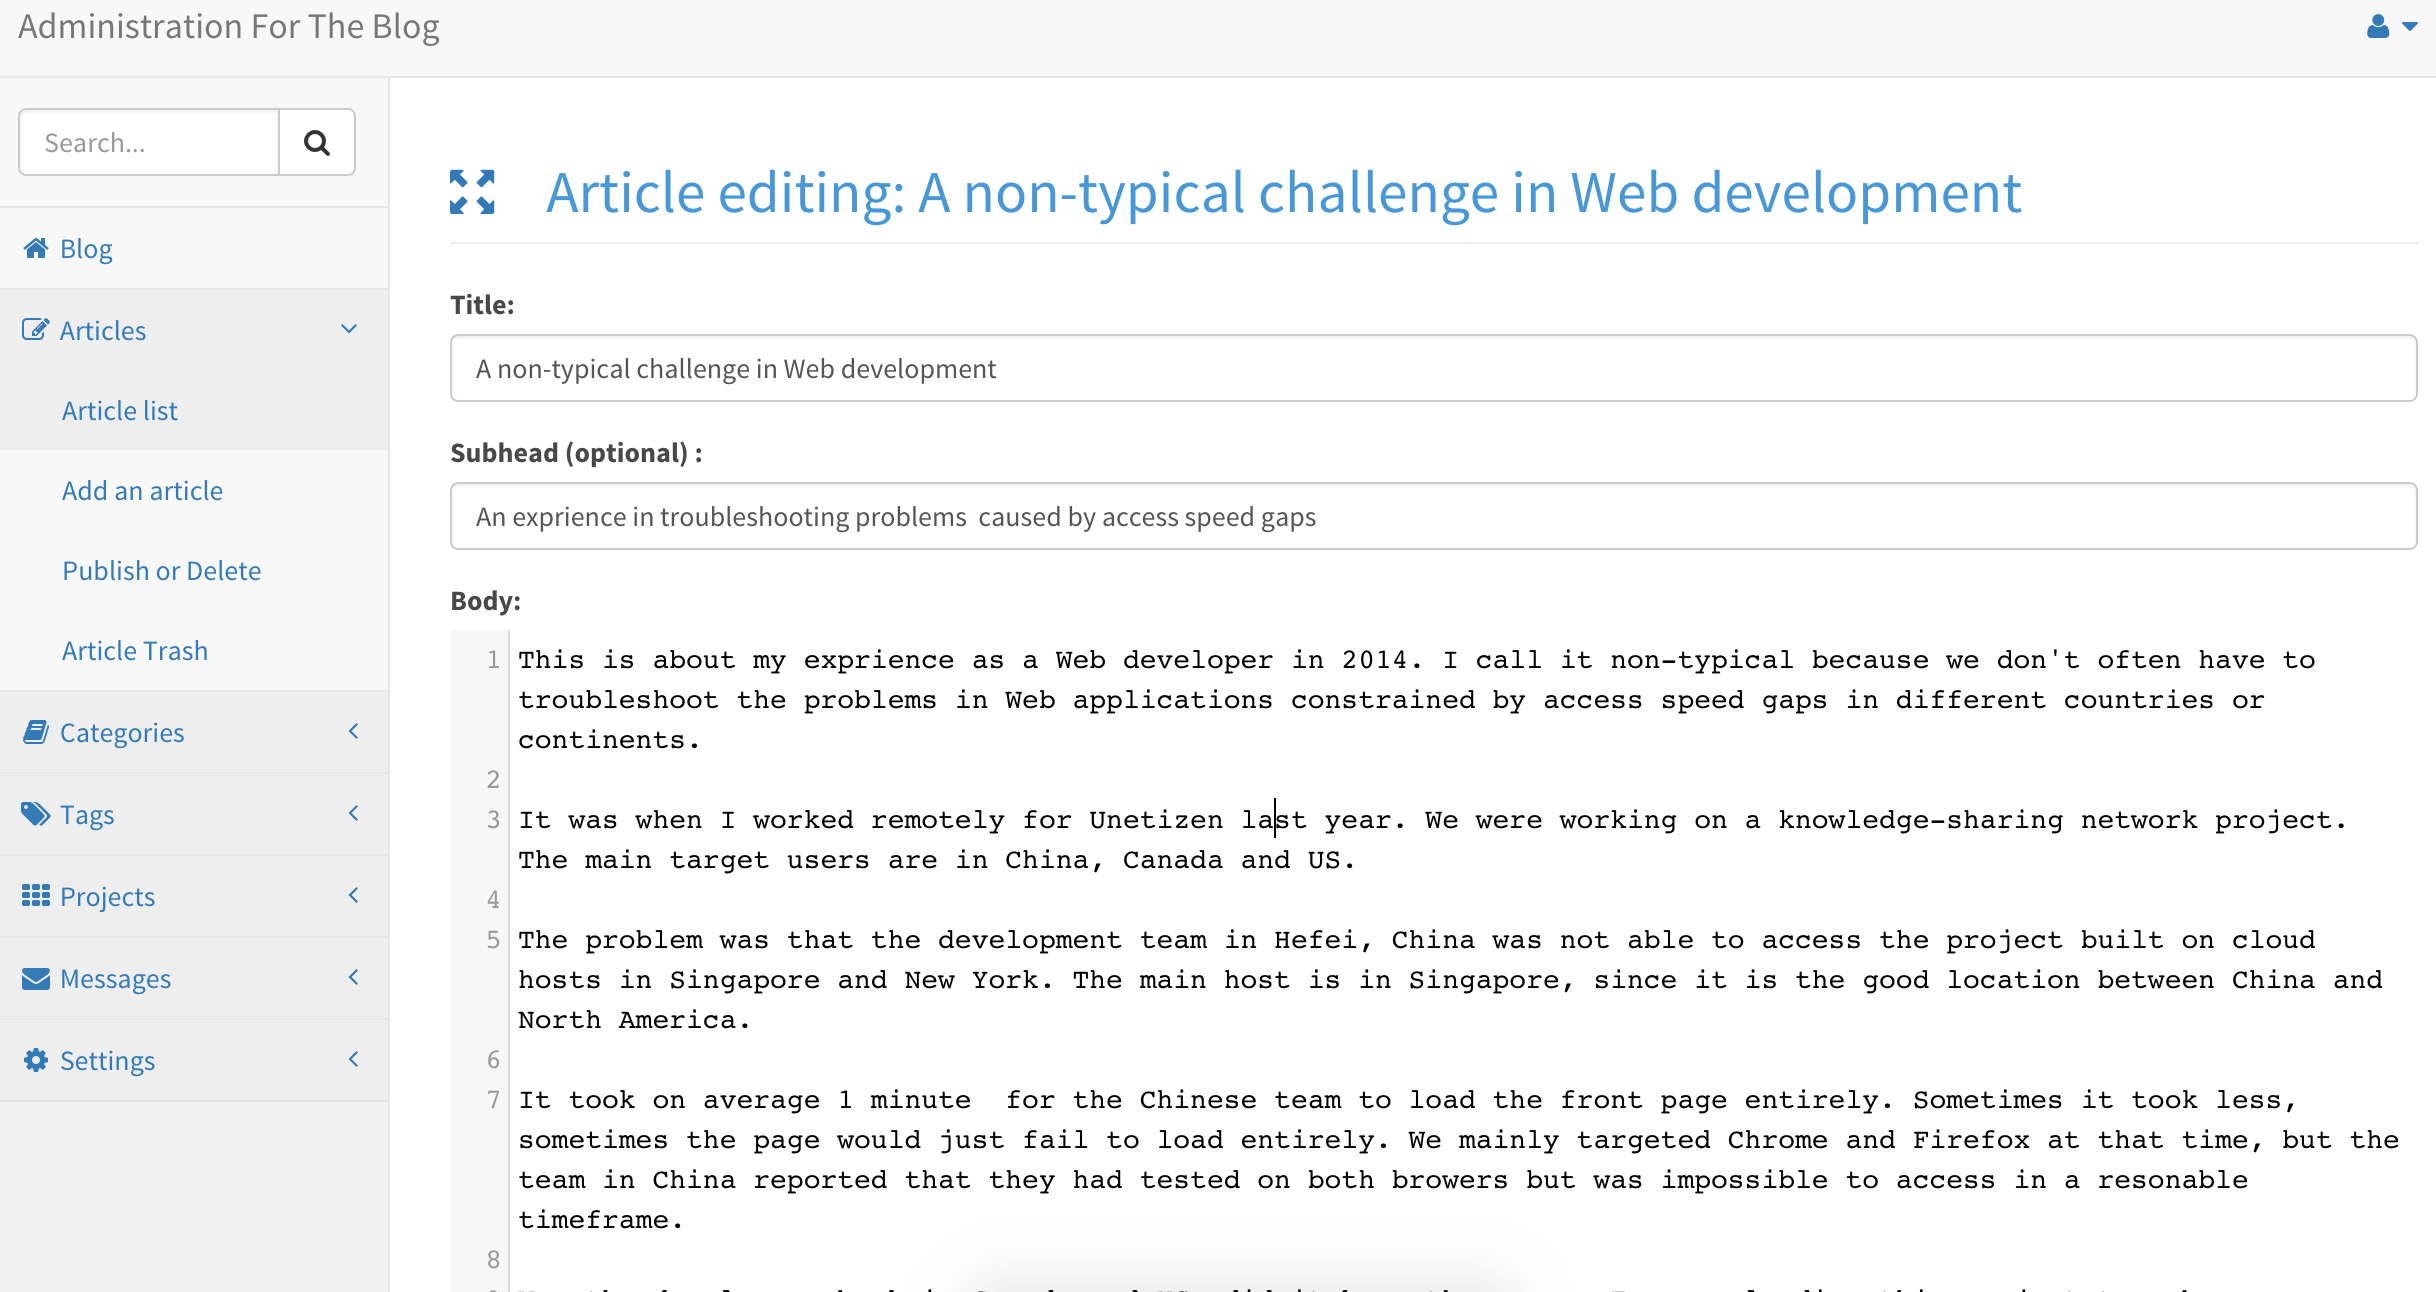 Administration For The Blog
Search...
Blog
Articles
Article list
Add an article
Publish or Delete
Article Trash
Categories
Tags
Projects
Messages
Settings
Article editing: A non-typical challenge in Web development
Title:
A non-typical challenge in Web development
Subhead (optional) :
An exprience in troubleshooting problems  caused by access speed gaps
Body:
1 This is about my exprience as a Web developer in 2014. I call it non-typical because we don't often have to
troubleshoot the problems in Web applications constrained by access speed gaps in different countries or
continents.
2
3 It was when I worked remotely for Unetizen last year. We were working on a knowledge-sharing network project.
The main target users are in China, Canada and US.
4
5 The problem was that the development team in Hefei, China was not able to access the project built on cloud
hosts in Singapore and New York. The main host is in Singapore, since it is the good location between China and
North America.
6
7 It took on average 1 minute  for the Chinese team to load the front page entirely. Sometimes it took less,
sometimes the page would just fail to load entirely. We mainly targeted Chrome and Firefox at that time, but the
team in China reported that they had tested on both browers but was impossible to access in a resonable
timeframe.
8